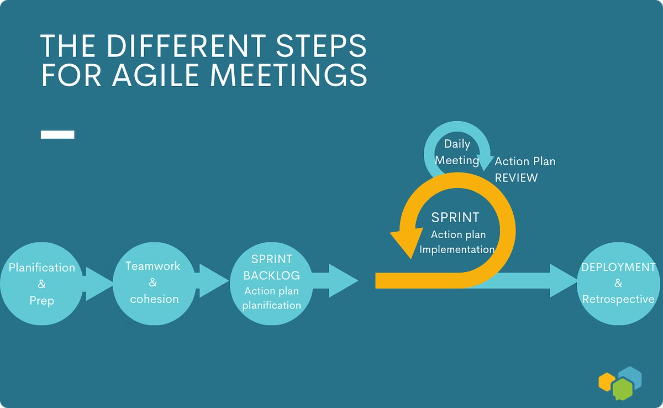 THE DIFFERENT STEPS
FOR AGILE MEETINGS
Daily
Meeting
Action Plan
REVIEW
SPRINT
Action plan
Implementation
Planification
&
Prep
Teamwork
&
cohesion
SPRINT
BACKLOG
Action plan
planification
DEPLOYMENT
&
Retrospective